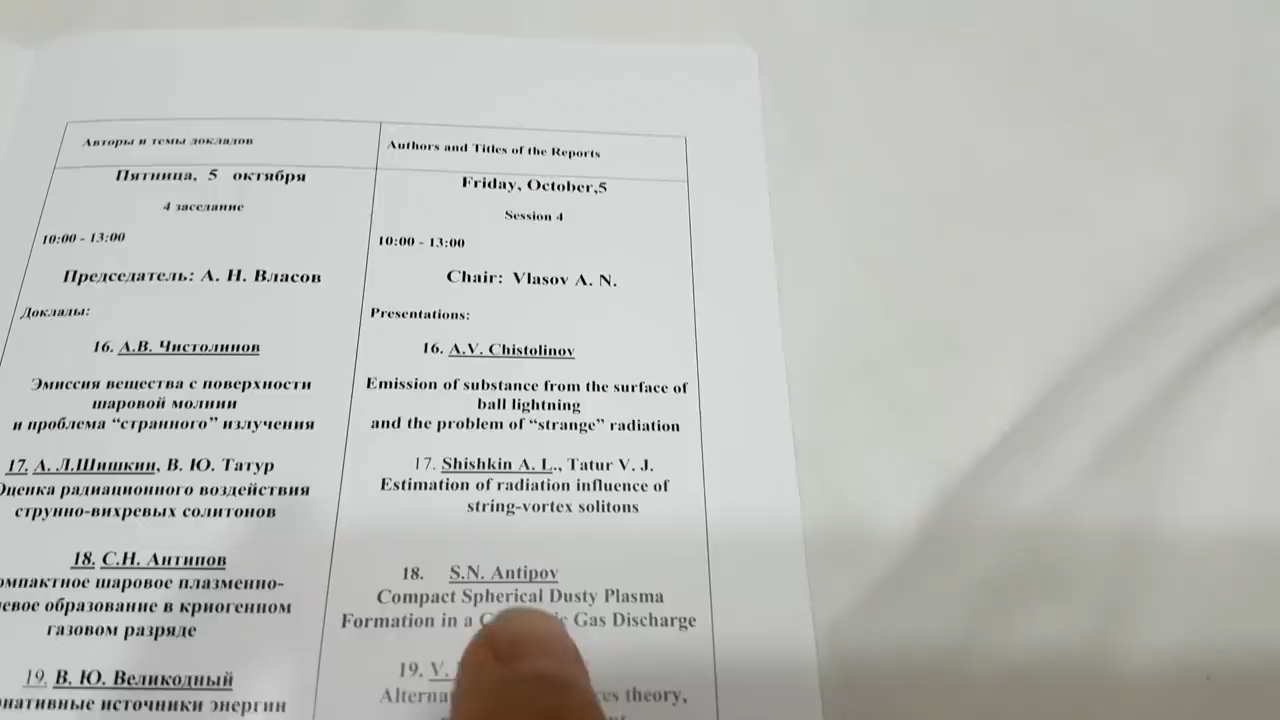 Авторы и темы докладов
Пятница, 5 октября
4 заседание
10:00 - 13:00
Председатель: А. Н. Власов
Доклады:
16. А.В. Чистолинов
Эмиссия вещества с поверхности
шаровой молнии
и проблема “странного” излучения
17. А. Л.Шишкин, В. Ю. Татур
Оценка радиационного воздействия
струнно-вихревых солитонов
18. С.Н. Антипов
шаровое плазменно-
образование в криогенном
газовом разряде
19. В. Ю. Великодный
источники энергии
Authors and Titles of the Reports
Friday, October,5
Session 4
10:00 - 13:00
Chair: Vlasov A. N.
Presentations:
16. A.V. Chistolinov
Emission of substance from the surface of
ball lightning
and the problem of “strange” radiation
17. Shishkin A. L., Tatur V. J.
Estimation of radiation influence of
string-vortex solitons
18. S.N. Antipov
Compact Spherical Dusty Plasma
Formation in a Gas Discharge
19. V.
theory,